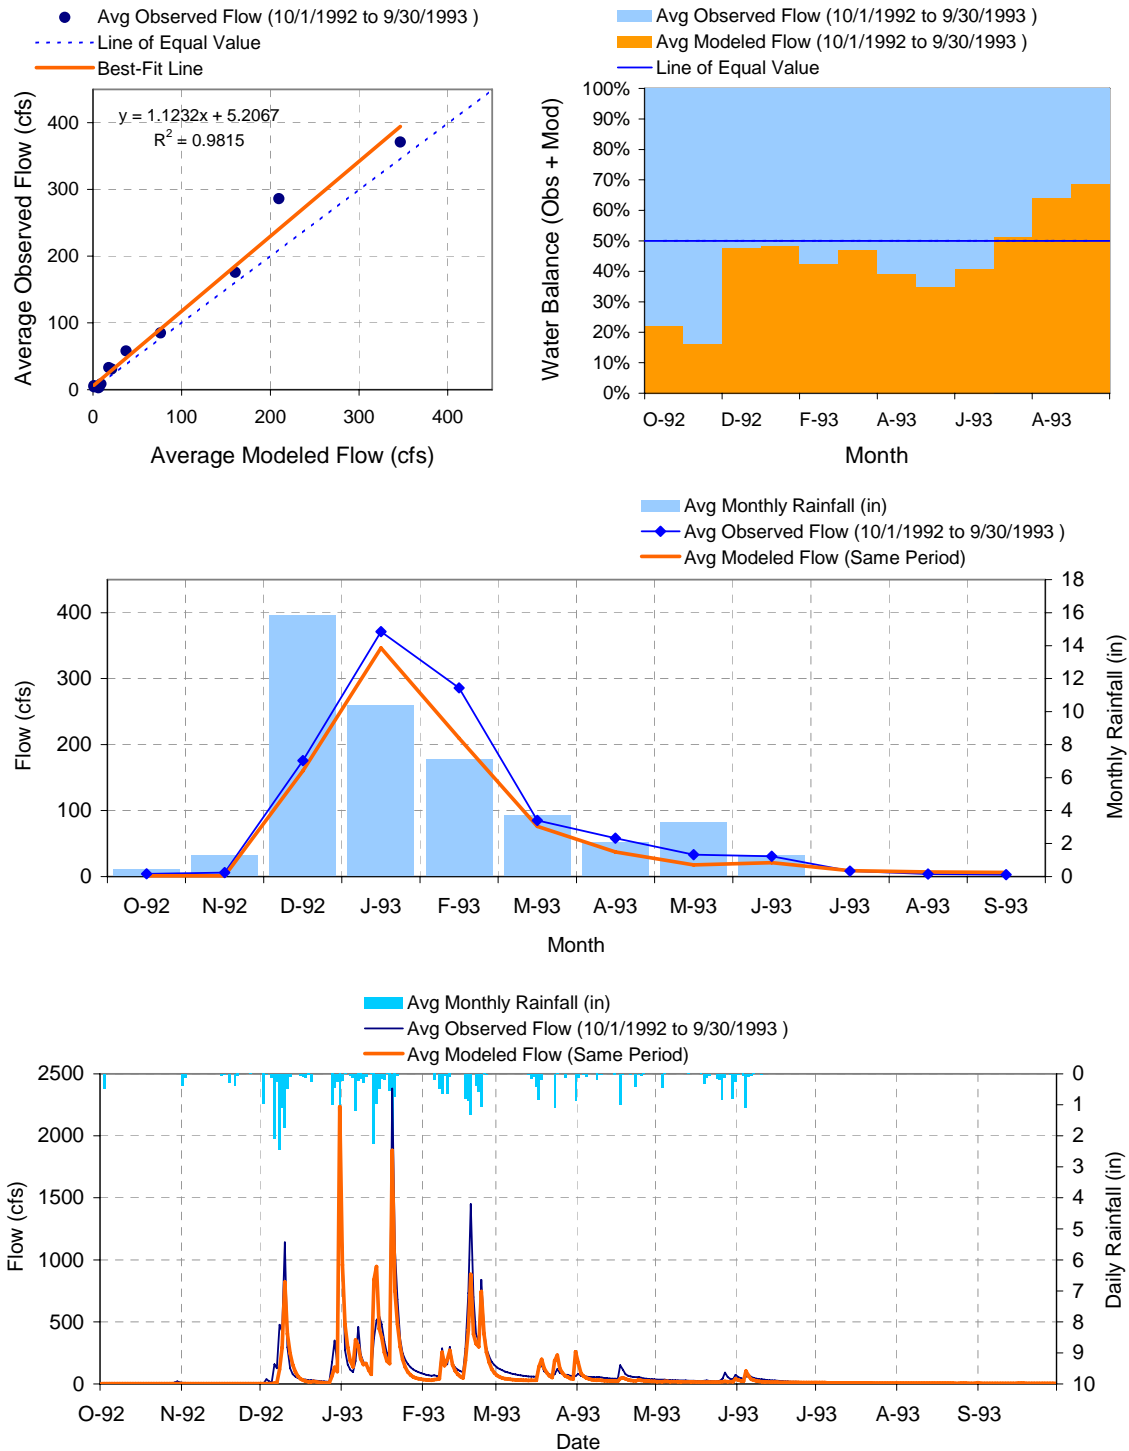 Avg Observed Flow (10/1/1992 to 9/30/1993 )
Line of Equal Value
Best-Fit Line
y = 1.1232x + 5.2067
R2 = 0.9815
Average Observed Flow (cfs)
400
300
200
100
0
0 100 200 300 400
Average Modeled Flow (cfs)
Avg Observed Flow (10/1/1992 to 9/30/1993 )
Avg Modeled Flow (10/1/1992 to 9/30/1993 )
Line of Equal Value
Water Balance (Obs + Mod)
100%
90%
80%
70%
60%
50%
40%
30%
20%
10%
0%
O-92 D-92 F-93 A-93 J-93 A-93
Month
Avg Monthly Rainfall (in)
Avg Observed Flow (10/1/1992 to 9/30/1993 )
Avg Modeled Flow (Same Period)
Flow (cfs)
400
300
200
100
0
18
16
14
12
10
8
6
4
2
0
Monthly Rainfall (in)
O-92 N-92 D-92 J-93 F-93 M-93 A-93 M-93 J-93 J-93 A-93 S-93
Month
Avg Monthly Rainfall (in)
Avg Observed Flow (10/1/1992 to 9/30/1993 )
Avg Modeled Flow (Same Period)
Flow (cfs)
2500
2000
1500
1000
500
0
0
1
2
3
4
5
6
7
8
9
10
Daily Rainfall (in)
O-92 N-92 D-92 J-93 F-93 M-93 A-93 M-93 J-93 J-93 A-93 S-93
Date